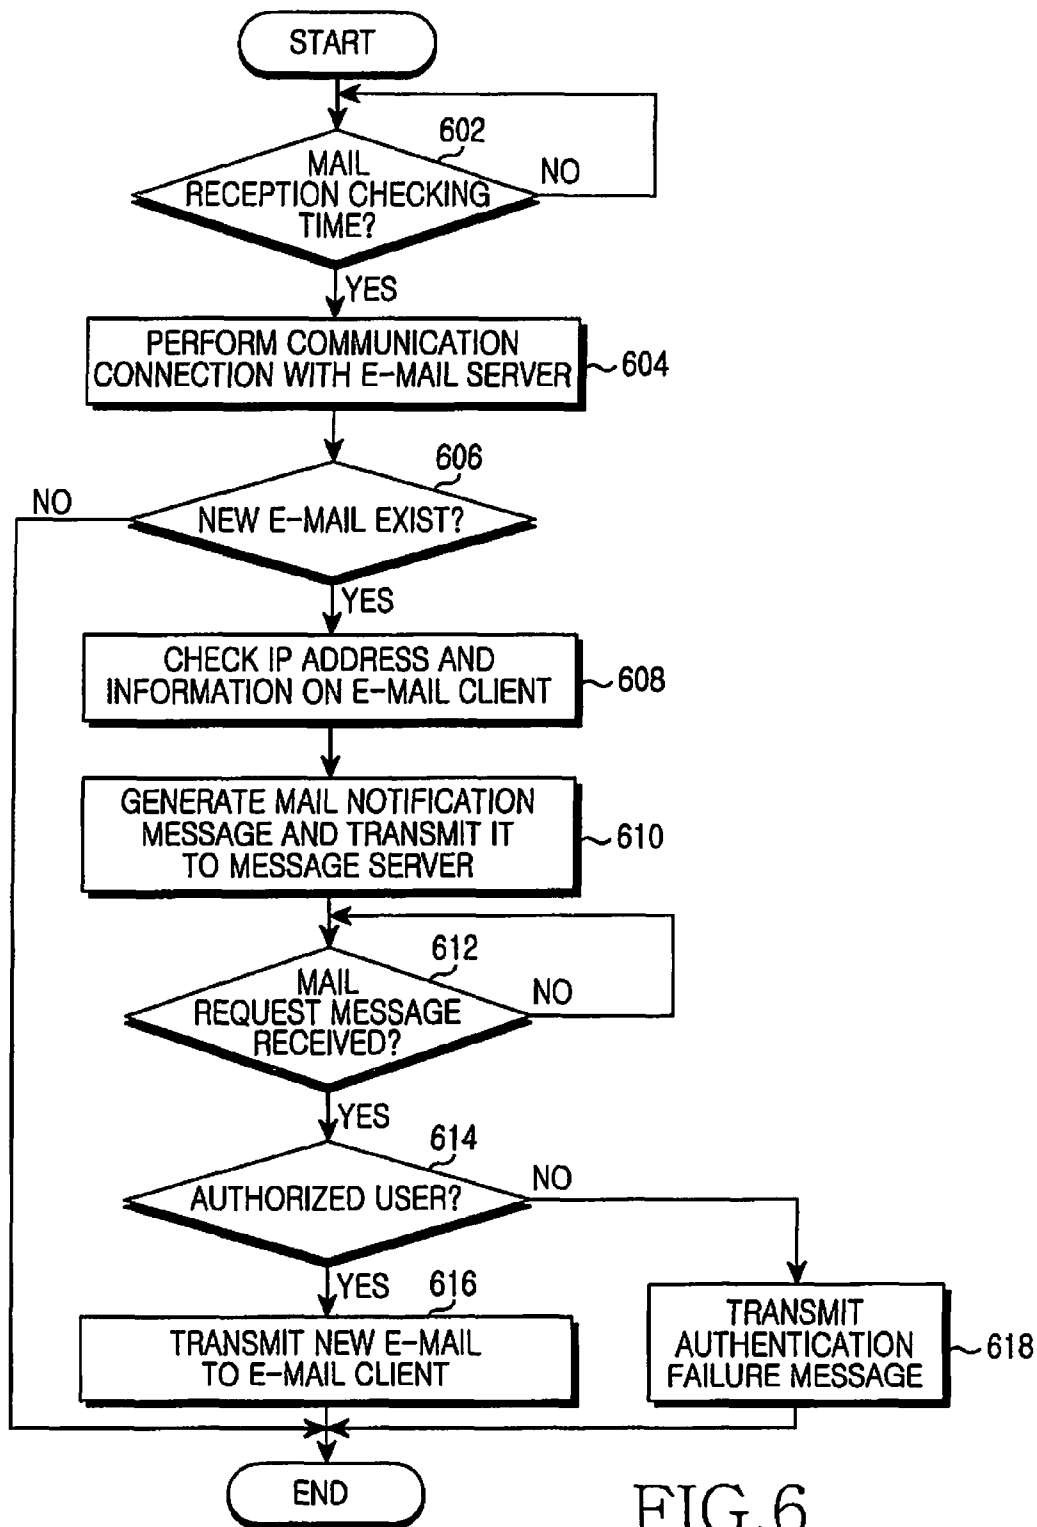 START
602
MAIL
RECEPTION CHECKING
TIME?
NO
YES
PERFORM COMMUNICATION
CONNECTION WITH E-MAIL SERVER
604
606
NO
NEW E-MAIL EXIST?
YES
CHECK IP ADDRESS AND
INFORMATION ON E-MAIL CLIENT
608
GENERATE MAIL NOTIFICATION
MESSAGE AND TRANSMIT IT
TO MESSAGE SERVER
610
612
MAIL
REQUEST MESSAGE
RECEIVED?
NO
YES
614
AUTHORIZED USER?
NO
YES
616
TRANSMIT NEW E-MAIL
TO E-MAIL CLIENT
TRANSMIT
AUTHENTICATION
FAILURE MESSAGE
618
END
FIG.6